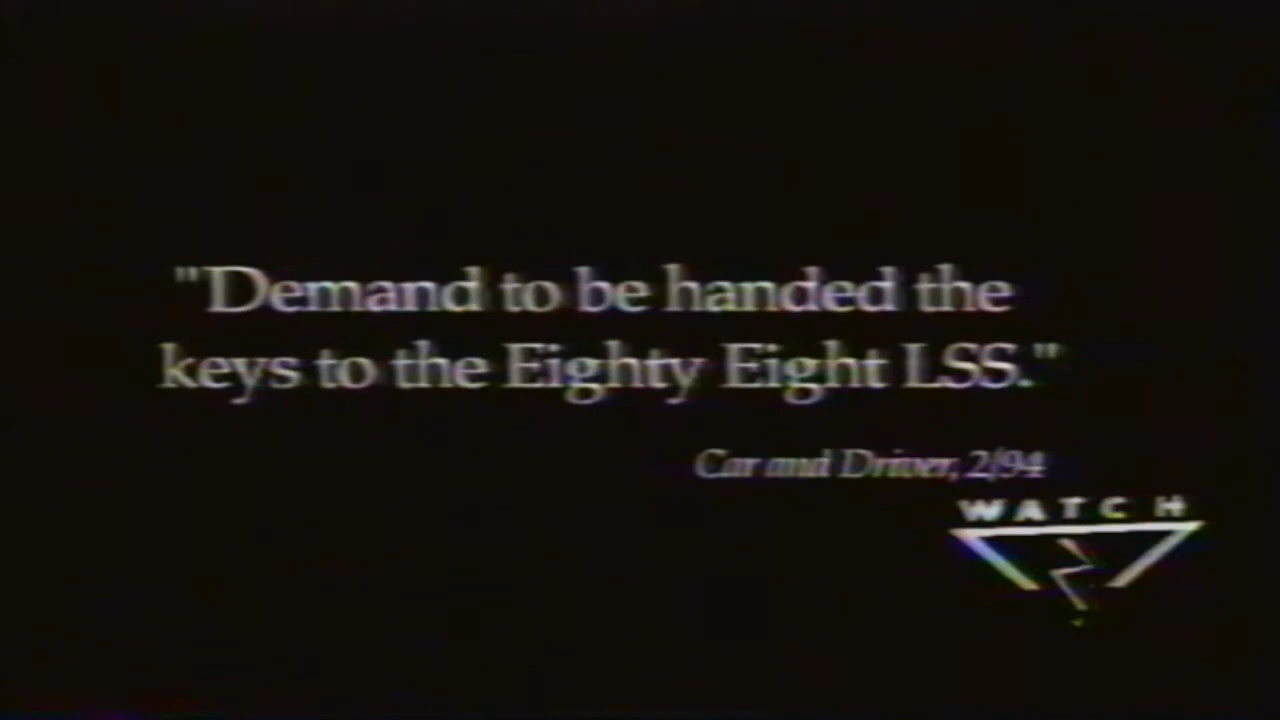 "Demand to be handed the
keys to the Eighty Eight LSS."
Car and Driver, 2/94
WATCH